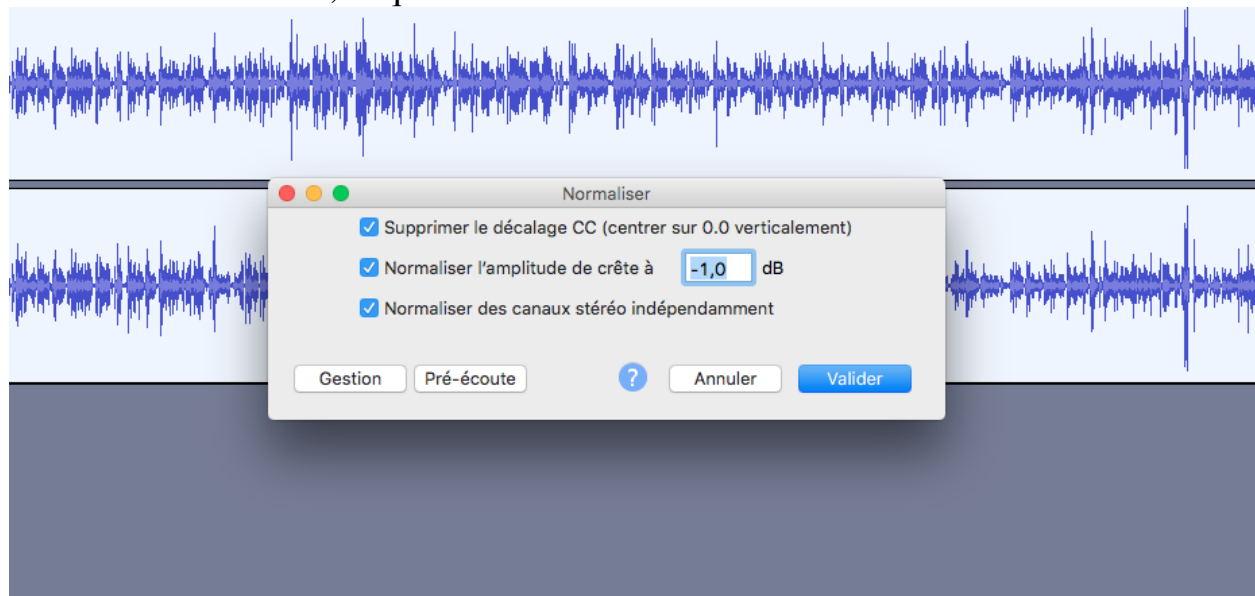 Normaliser
Supprimer le décalage CC (centrer sur 0.0 verticalement)
Normaliser l'amplitude de crête à -1,0 dB
Normaliser des canaux stéréo indépendamment
Gestion Pré-écoute ? Annuler Valider